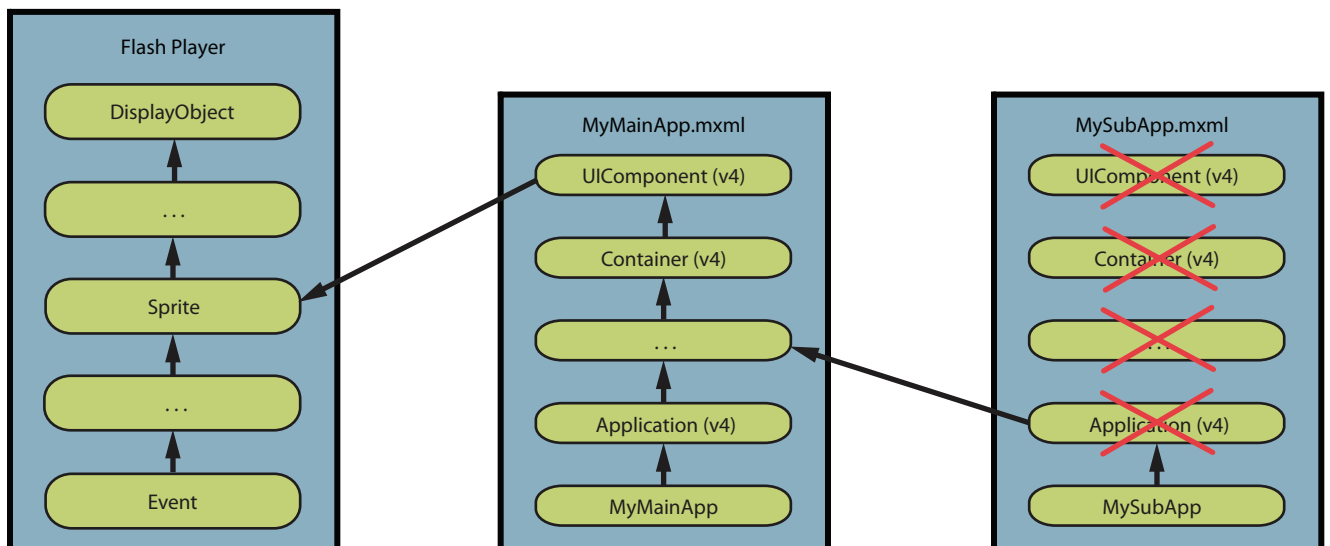 Flash Player
DisplayObject
. . .
Sprite
. . .
Event
MyMainApp.mxml
UIComponent (v4)
Container (v4)
. . .
Application (v4)
MyMainApp
MySubApp.mxml
UIComponent (v4)
Container (v4)
. . .
Application (v4)
MySubApp